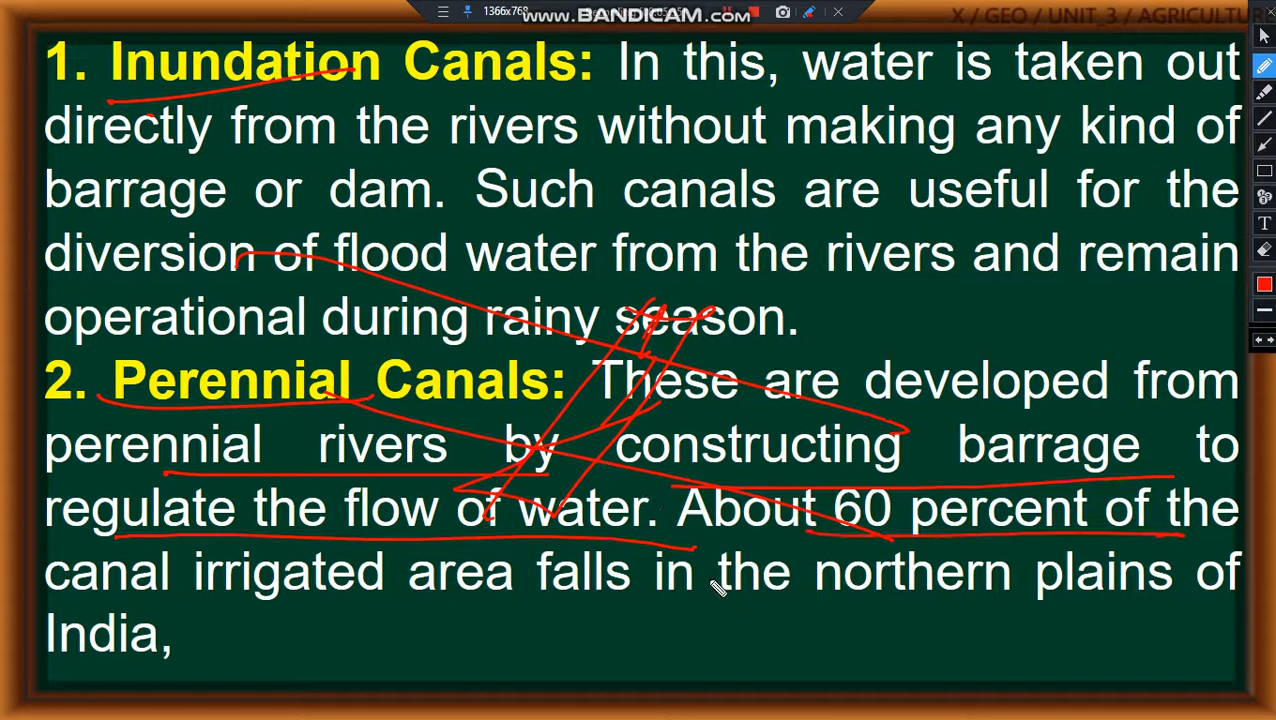 1366x768
www.BANDICAM.com
X / GEO / UNIT_3 / AGRICULTURE
1. Inundation Canals: In this, water is taken out
directly from the rivers without making any kind of
barrage or dam. Such canals are useful for the
diversion of flood water from the rivers and remain
operational during rainy season.
2. Perennial Canals: These are developed from
perennial rivers by constructing barrage to
regulate the flow of water. About 60 percent of the
canal irrigated area falls in the northern plains of
India,